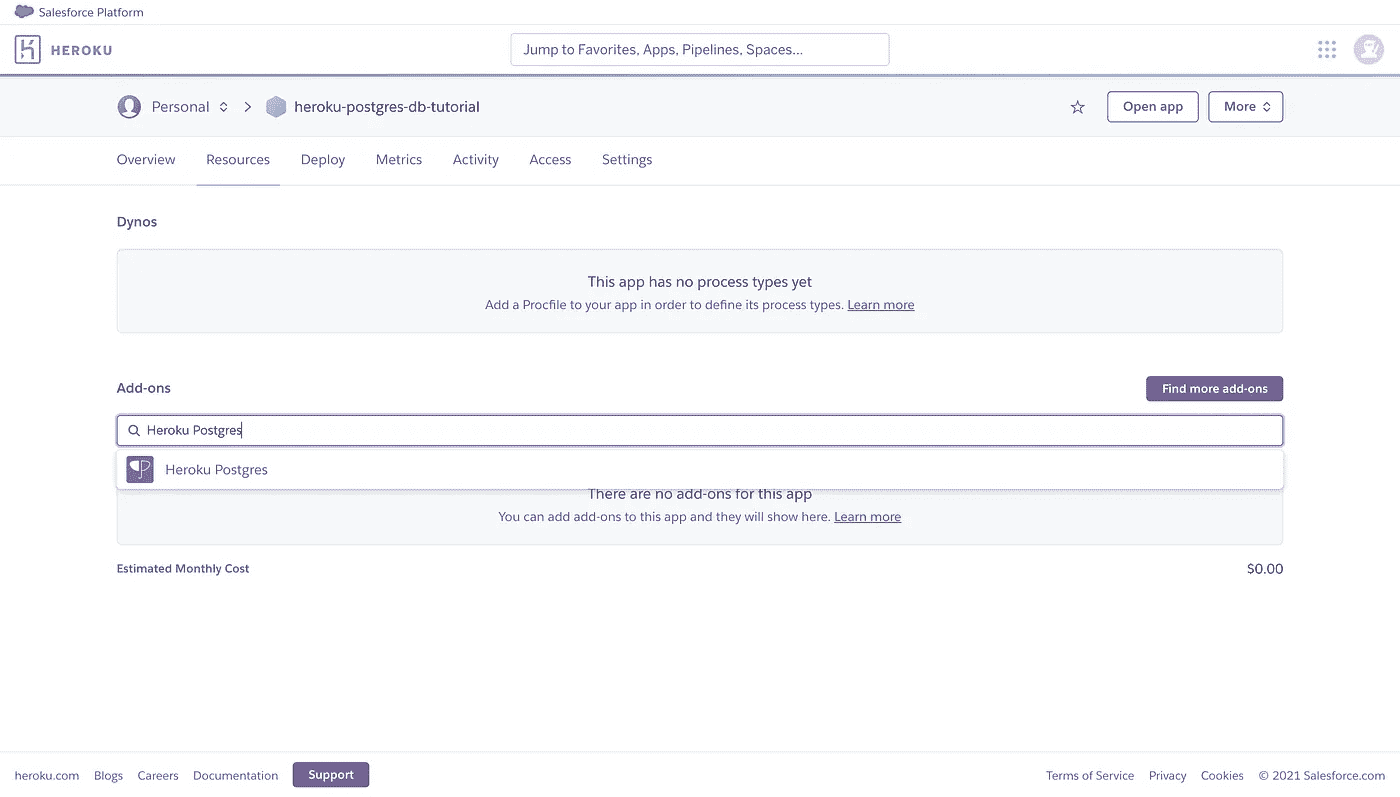 Salesforce Platform
HEROKU
Jump to Favorites, Apps, Pipelines, Spaces...
Personal heroku-postgres-db-tutorial Open app More
Overview Resources Deploy Metrics Activity Access Settings
Dynos
This app has no process types yet
Add a Procfile to your app in order to define its process types. Learn more
Add-ons Find more add-ons
Heroku Postgres
Heroku Postgres
There are no add-ons for this app
You can add add-ons to this app and they will show here. Learn more
Estimated Monthly Cost $0.00
heroku.com Blogs Careers Documentation Support Terms of Service Privacy Cookies © 2021 Salesforce.com